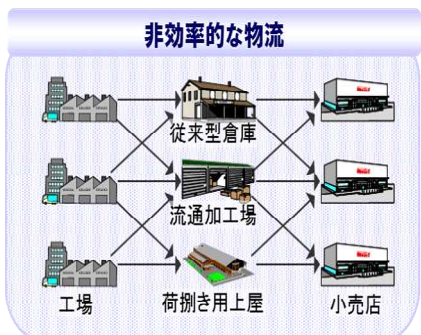 非効率的な物流
従来型倉庫
流通加工場
工場
荷捌き用上屋
小売店